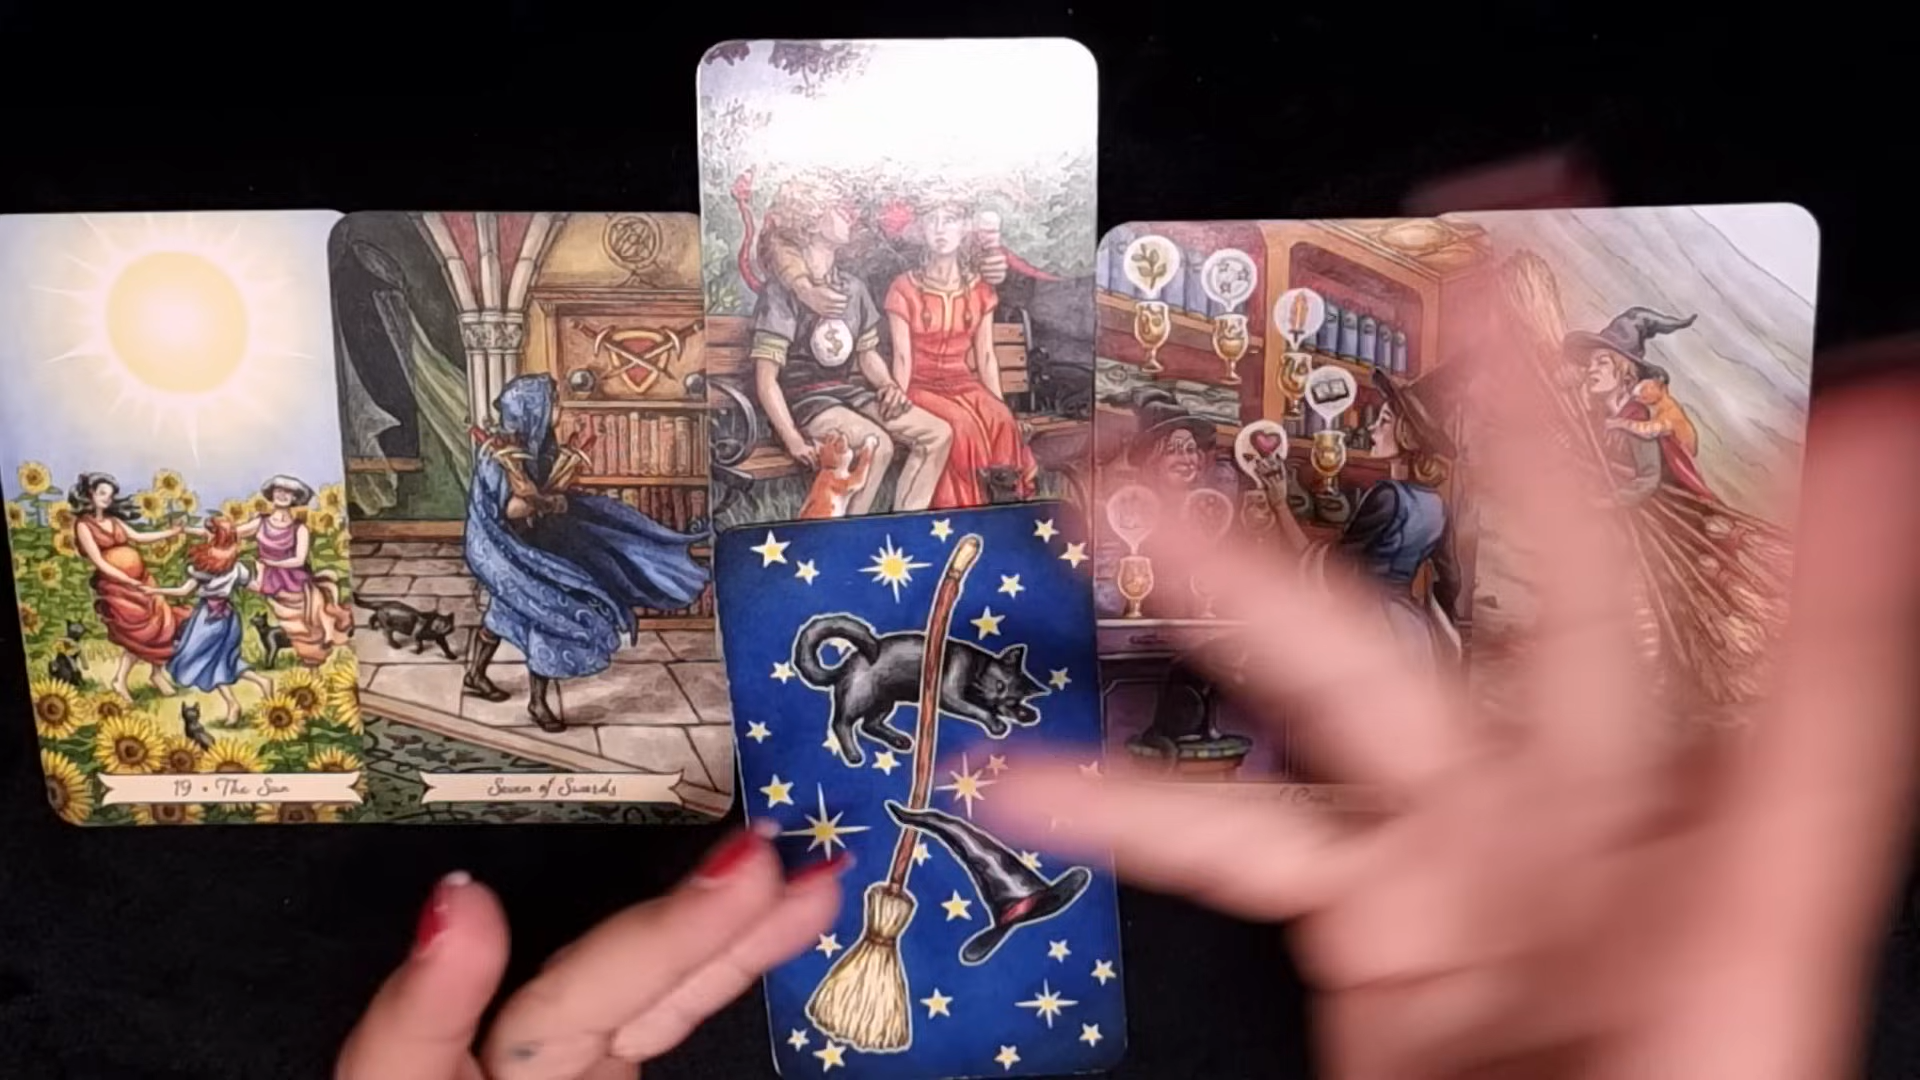 19 • The Sun
Seven of Swords
$